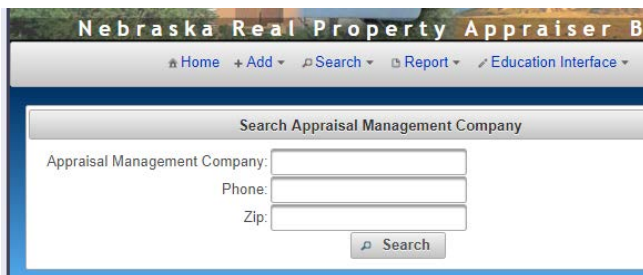 Nebraska Real Property Appraiser B
Home Add Search Report Education Interface
Search Appraisal Management Company
Appraisal Management Company:
Phone:
Zip:
Search